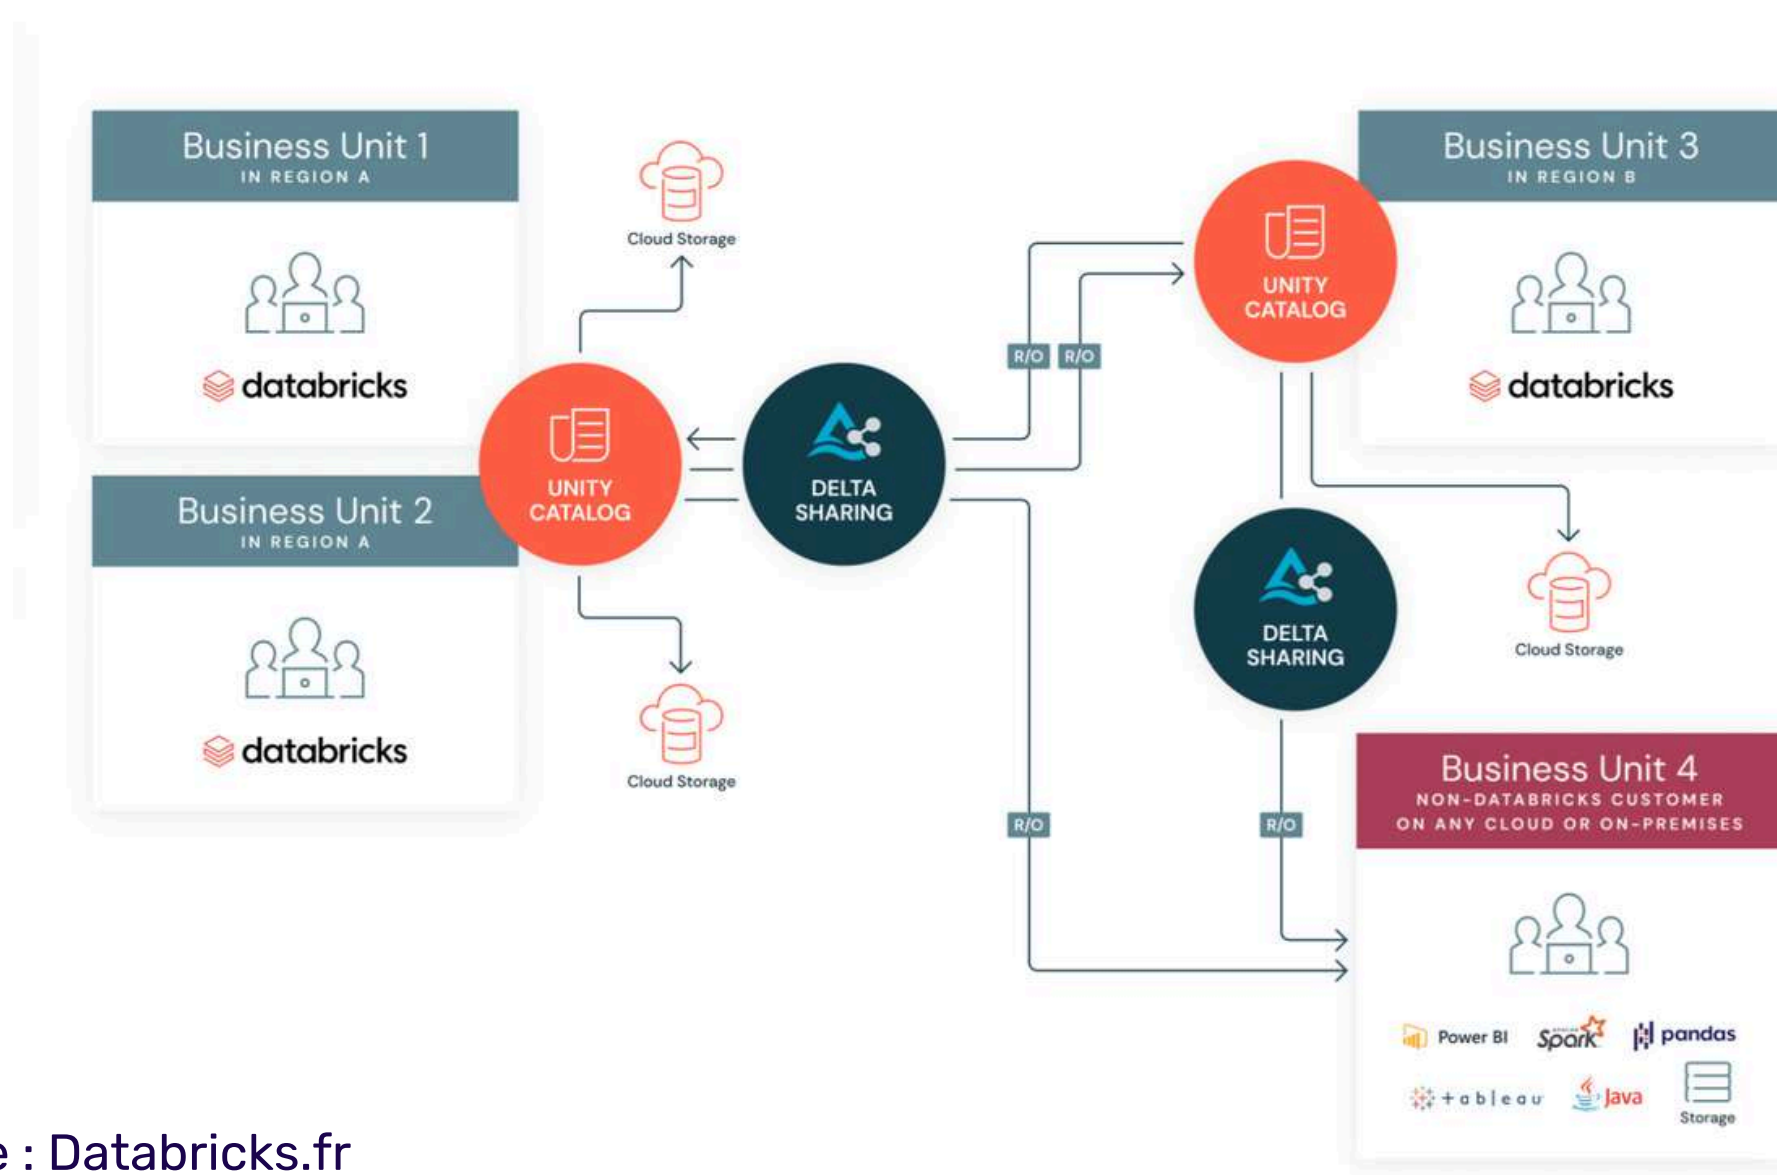 Business Unit 1
IN REGION A
databricks
Business Unit 2
IN REGION A
databricks
Cloud Storage
UNITY
CATALOG
DELTA
SHARING
Cloud Storage
R/O
R/O
R/O
UNITY
CATALOG
Business Unit 3
IN REGION B
databricks
DELTA
SHARING
Cloud Storage
R/O
Business Unit 4
NON-DATABRICKS CUSTOMER
ON ANY CLOUD OR ON-PREMISES
Power BI
Spark
pandas
+ableau
Java
Storage
e : Databricks.fr